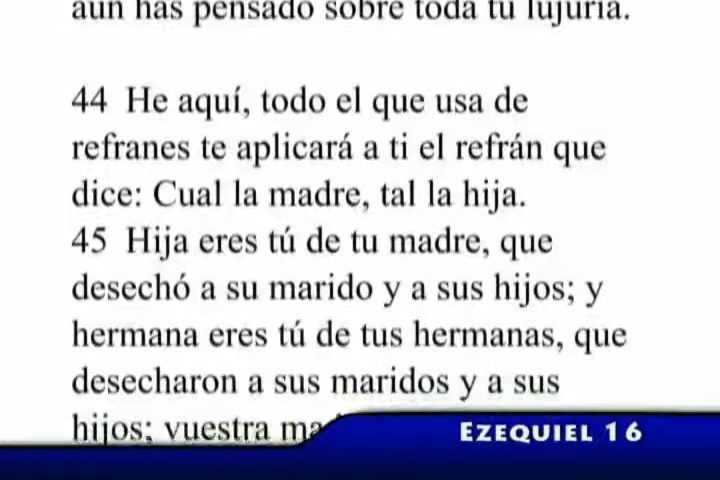 aún has pensado sobre toda tu lujuria.
44 He aquí, todo el que usa de
refranes te aplicará a ti el refrán que
dice: Cual la madre, tal la hija.
45 Hija eres tú de tu madre, que
desechó a su marido y a sus hijos; y
hermana eres tú de tus hermanas, que
desecharon a sus maridos y a sus
hijos; vuestra
EZEQUIEL 16